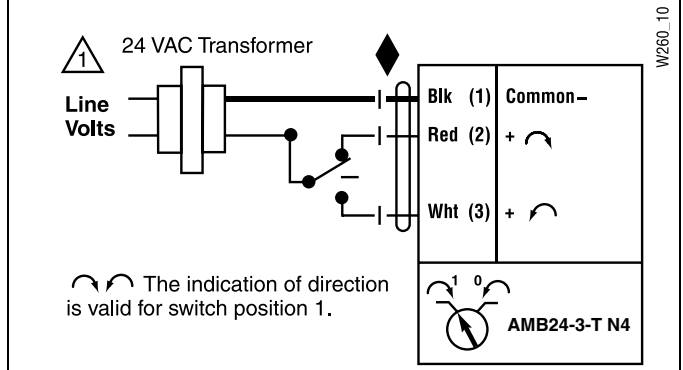 W260_10
1
24 VAC Transformer
Line
Volts
Blk (1) Common–
Red (2) +
Wht (3) +
The indication of direction
is valid for switch position 1.
1 0
AMB24-3-T N4